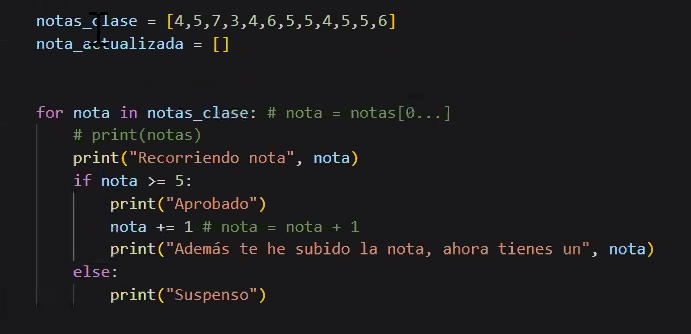 notas_clase = [4,5,7,3,4,6,5,5,4,5,5,6]
nota_actualizada = []
for nota in notas_clase: # nota = notas[0...]
# print(notas)
print("Recorriendo nota", nota)
if nota >= 5:
print("Aprobado")
nota += 1 # nota = nota + 1
print("Además te he subido la nota, ahora tienes un", nota)
else:
print("Suspenso")